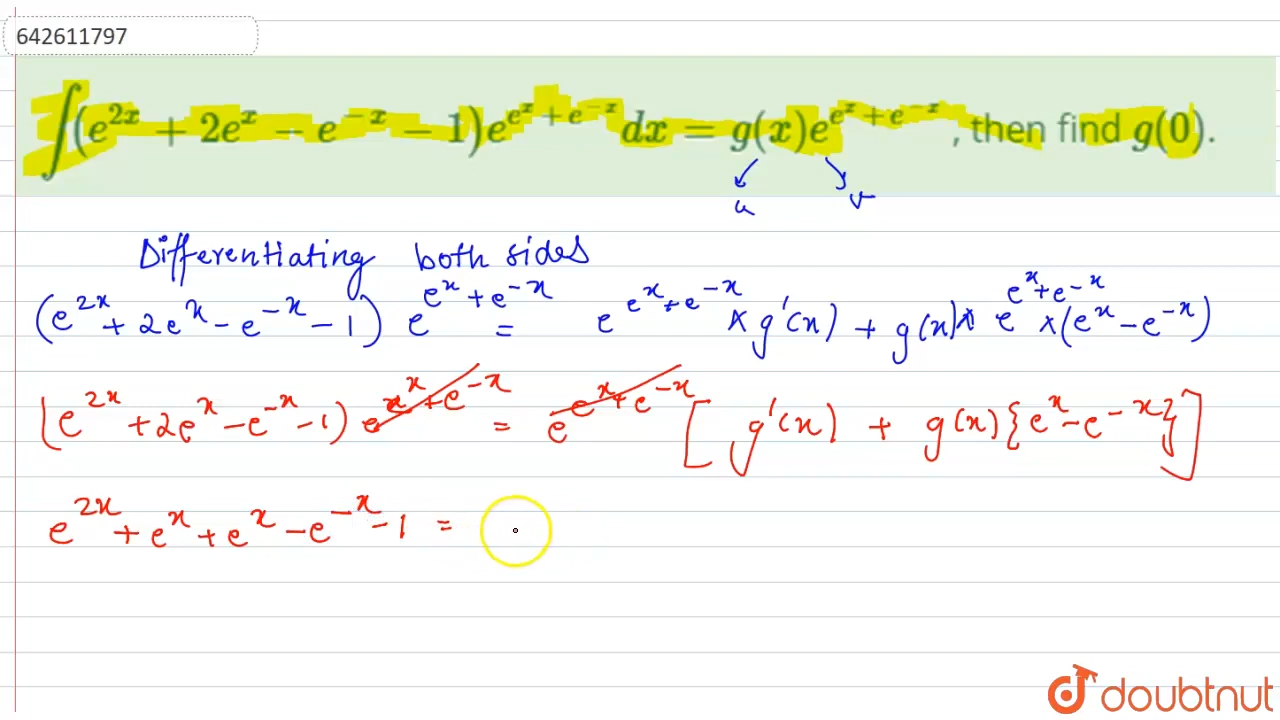 642611797
∫(e^{2x} + 2e^x − e^{−x} − 1)e^{e^x + e^{−x}}dx = g(x)e^{e^x + e^{−x}}, then find g(0).
u v
Differentiating both sides
(e^{2x} + 2e^x − e^{−x} − 1) e^{e^x + e^{−x}} = e^{e^x + e^{−x}} × g'(x) + g(x) × e^{e^x + e^{−x}} × (e^x − e^{−x})
(e^{2x} + 2e^x − e^{−x} − 1) e^{e^x + e^{−x}} = e^{e^x + e^{−x}} [g'(x) + g(x){e^x − e^{−x}}]
e^{2x} + e^x + e^x − e^{−x} − 1 =
doubtnut